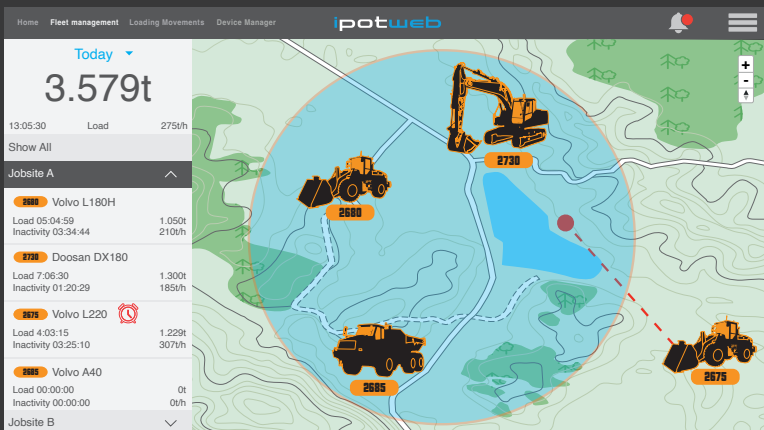 Home Fleet management Loading Movements Device Manager ipotweb
Today
3.579t
13:05:30 Load 275t/h
Show All
Jobsite A
2680 Volvo L180H
Load 05:04:59 1.050t
Inactivity 03:34:44 210t/h
2730 Doosan DX180
Load 7:06:30 1.300t
Inactivity 01:20:29 185t/h
2675 Volvo L220
Load 4:03:15 1.229t
Inactivity 03:25:10 307t/h
2685 Volvo A40
Load 00:00:00 0t
Inactivity 00:00:00 0t/h
Jobsite B
+
-
2730
2680
2675
2685